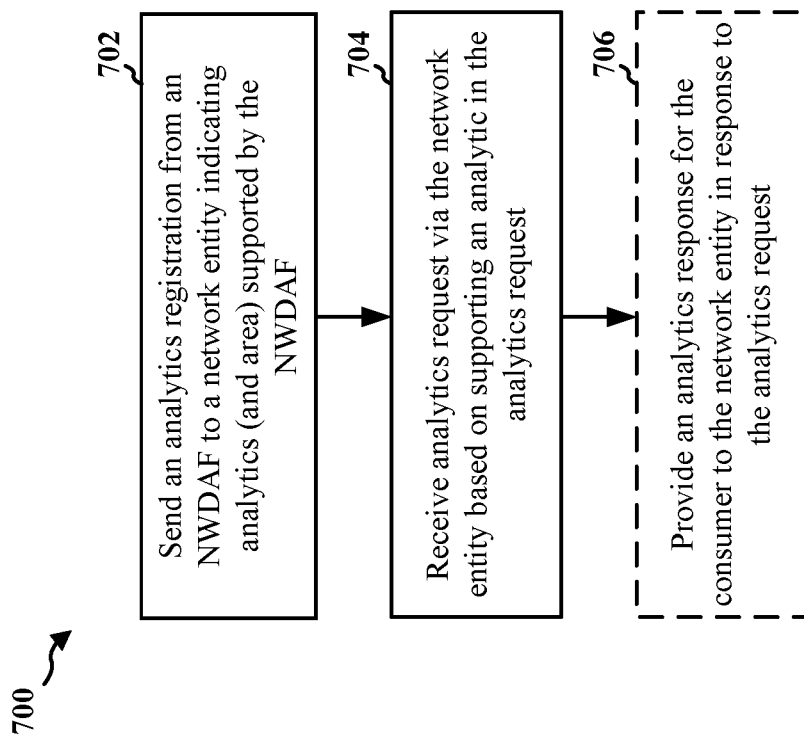 700
702
Send an analytics registration from an
NWDAF to a network entity indicating
analytics (and area) supported by the
NWDAF
704
Receive analytics request via the network
entity based on supporting an analytic in the
analytics request
706
Provide an analytics response for the
consumer to the network entity in response to
the analytics request